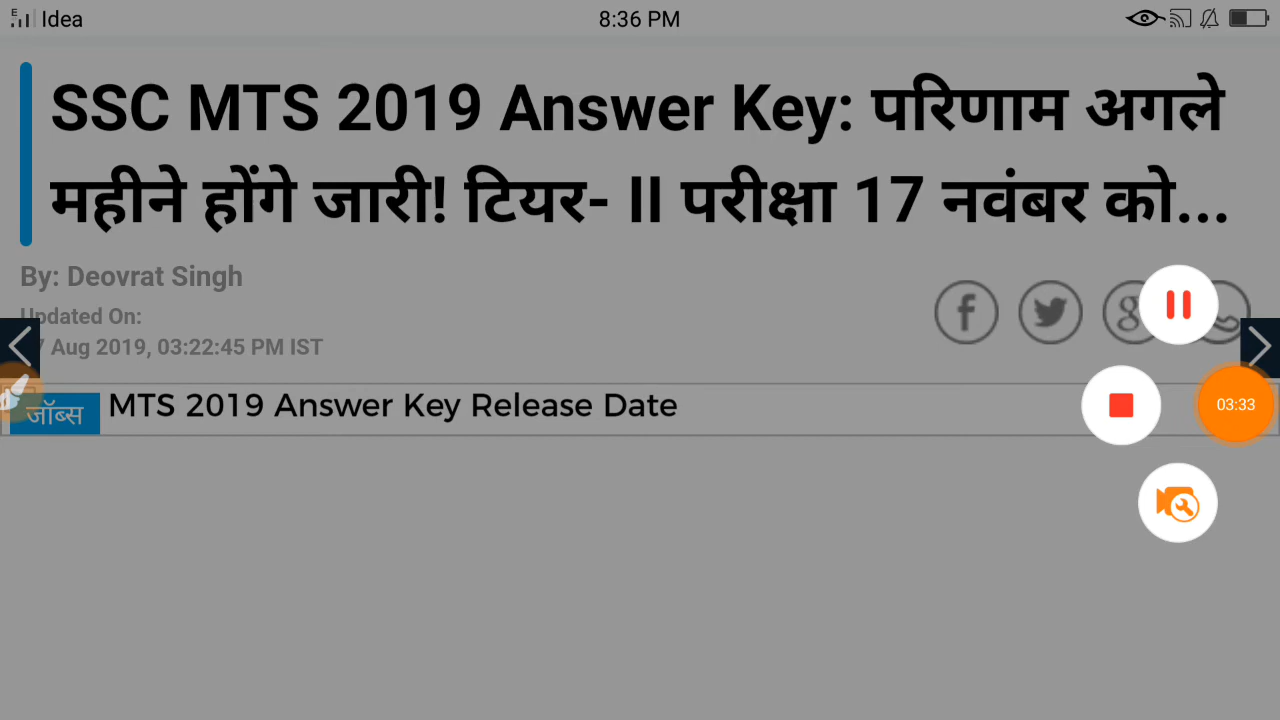 E Idea
8:36 PM
SSC MTS 2019 Answer Key: परिणाम अगले
महीने होंगे जारी! टियर- II परीक्षा 17 नवंबर को...
By: Deovrat Singh
Updated On:
Aug 2019, 03:22:45 PM IST
जॉब्स
MTS 2019 Answer Key Release Date
03:33